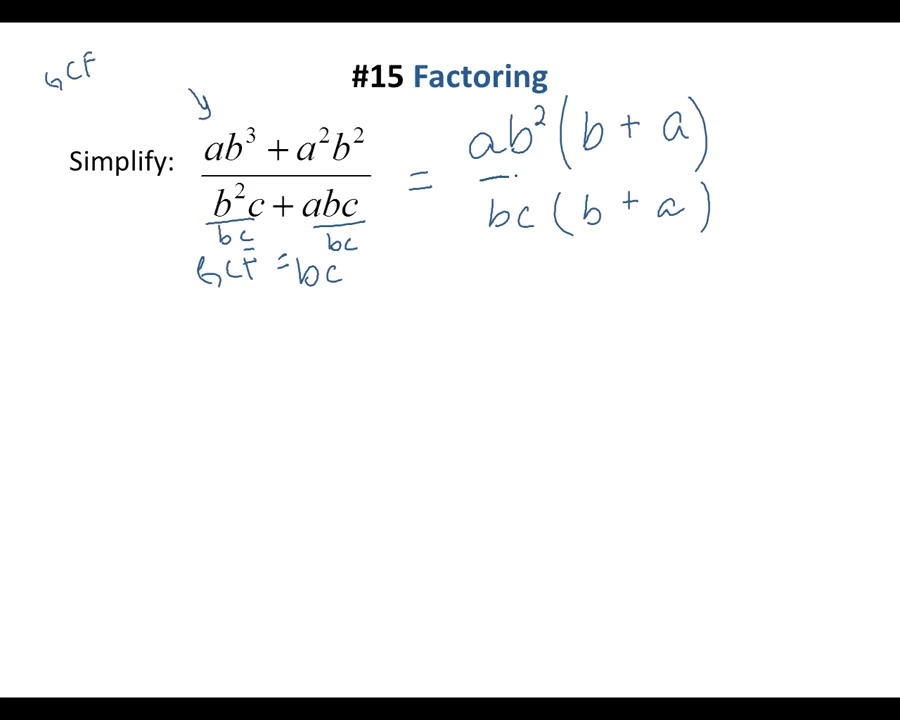 GCF
#15 Factoring
y
Simplify: ab³ + a²b² / b²c + abc = ab²(b + a) / bc(b + a)
bc bc
GCF = bc